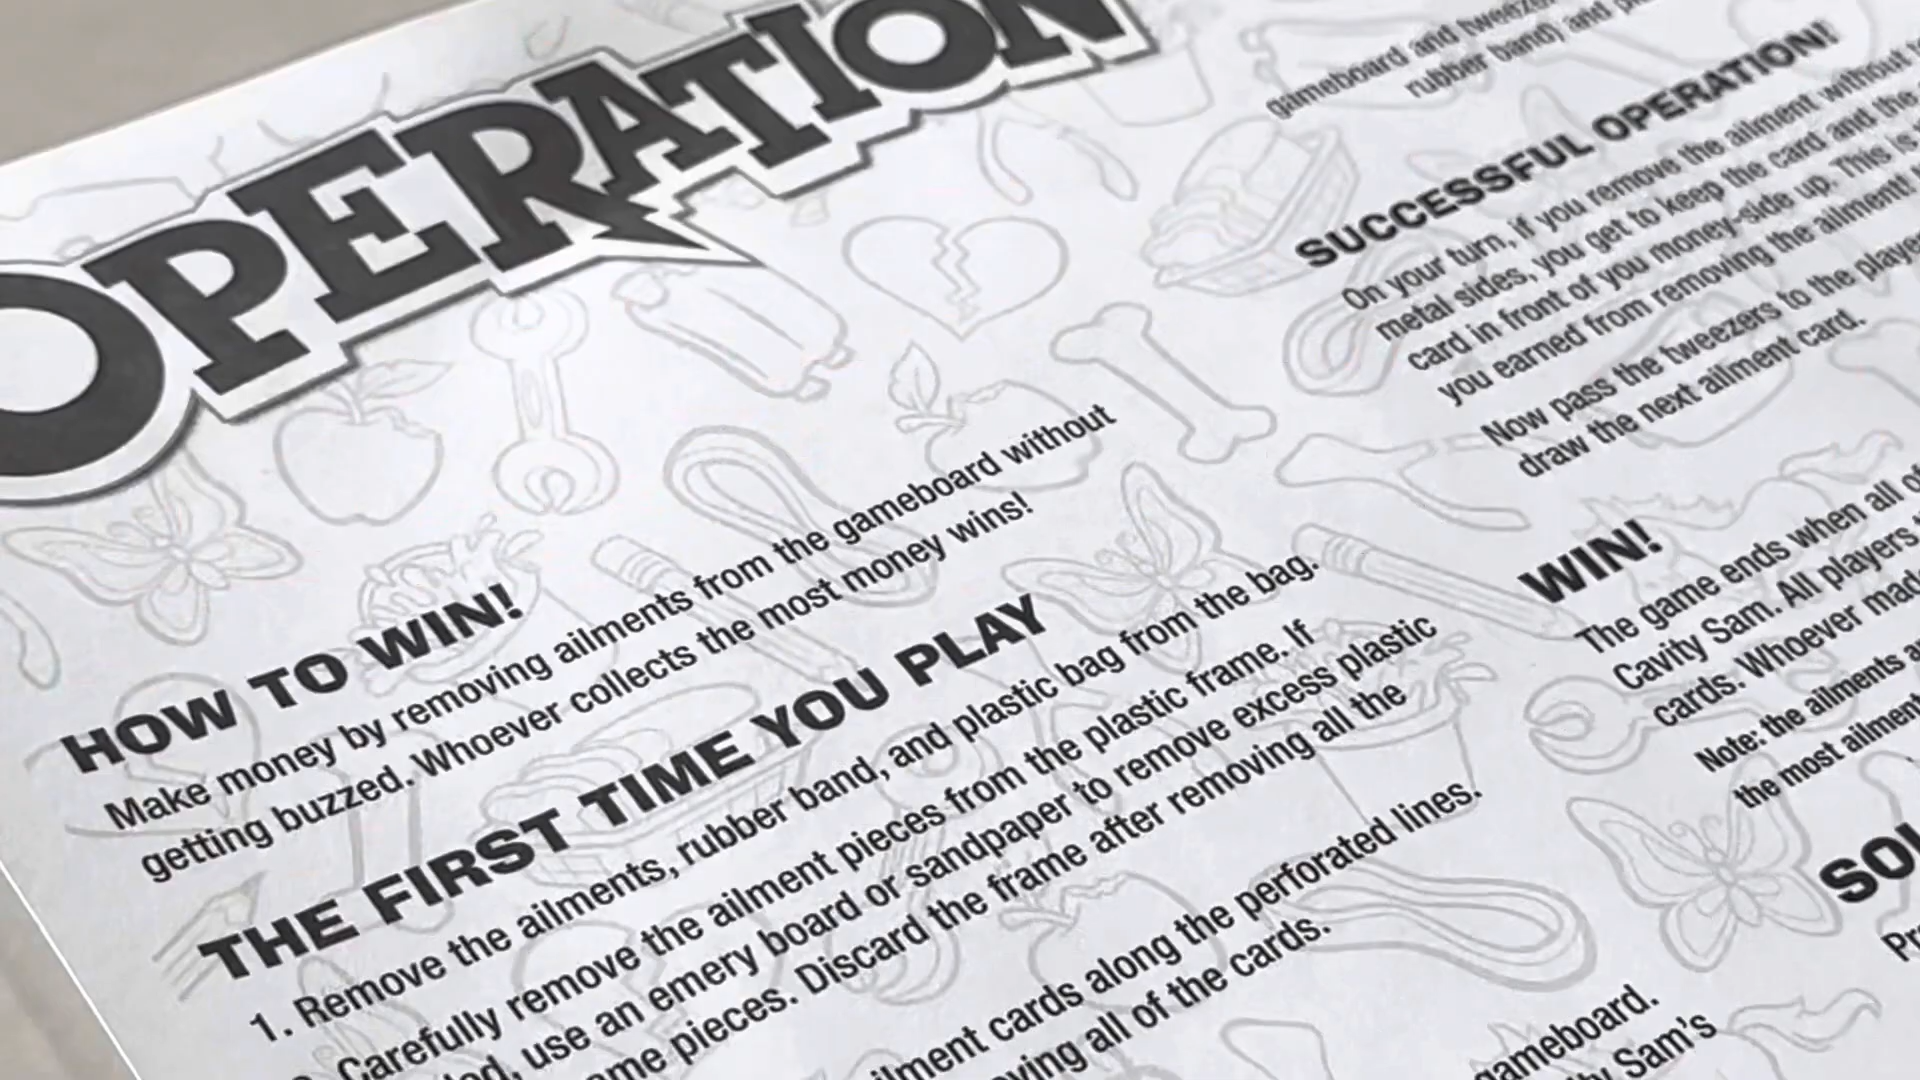 OPERATION
HOW TO WIN!
Make money by removing ailments from the gameboard without
getting buzzed. Whoever collects the most money wins!
THE FIRST TIME YOU PLAY
1. Remove the ailments, rubber band, and plastic bag from the bag.
Carefully remove the ailment pieces from the plastic frame. If
use an emery board or sandpaper to remove excess plastic
pieces. Discard the frame after removing all the
cards along the perforated lines.
all of the cards.
gameboard.
Sam's
gameboard and
rubber band) and
SUCCESSFUL OPERATION!
On your turn, if you remove the ailment without
metal sides, you get to keep the card and the
card in front of you money-side up. This is
you earned from removing the ailment!
Now pass the tweezers to the player
draw the next ailment card.
WIN!
The game ends when all of
Cavity Sam. All players
cards. Whoever made
Note: the ailments
the most